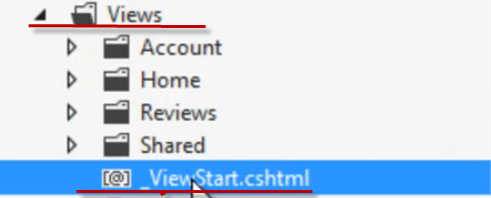 Views
Account
Home
Reviews
Shared
[@] _ViewStart.cshtml